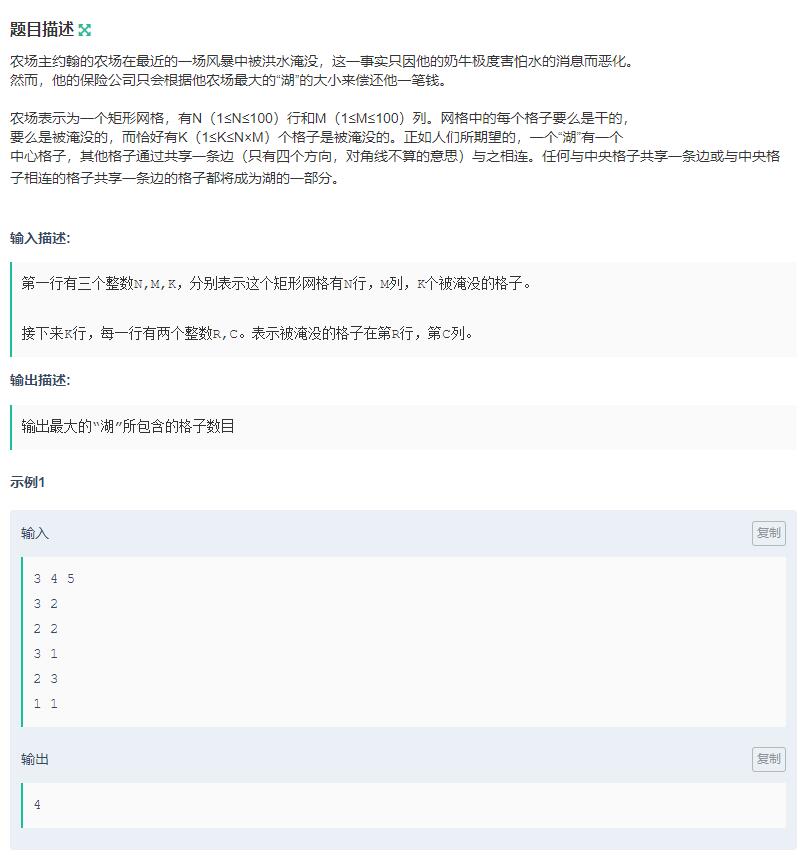 题目描述
农场主约翰的农场在最近的一场风暴中被洪水淹没，这一事实只因他的奶牛极度害怕水的消息而恶化。
然而，他的保险公司只会根据他农场最大的“湖”的大小来偿还他一笔钱。
农场表示为一个矩形网格，有N（1≤N≤100）行和M（1≤M≤100）列。网格中的每个格子要么是干的，
要么是被淹没的，而恰好有K（1≤K≤N×M）个格子是被淹没的。正如人们所期望的，一个“湖”有一个
中心格子，其他格子通过共享一条边（只有四个方向，对角线不算的意思）与之相连。任何与中央格子共享一条边或与中央格
子相连的格子共享一条边的格子都将成为湖的一部分。
输入描述:
第一行有三个整数N,M,K，分别表示这个矩形网格有N行，M列，K个被淹没的格子。
接下来K行，每一行有两个整数R,C。表示被淹没的格子在第R行，第C列。
输出描述:
输出最大的“湖”所包含的格子数目
示例1
输入
复制
3 4 5
3 2
2 2
3 1
2 3
1 1
输出
复制
4